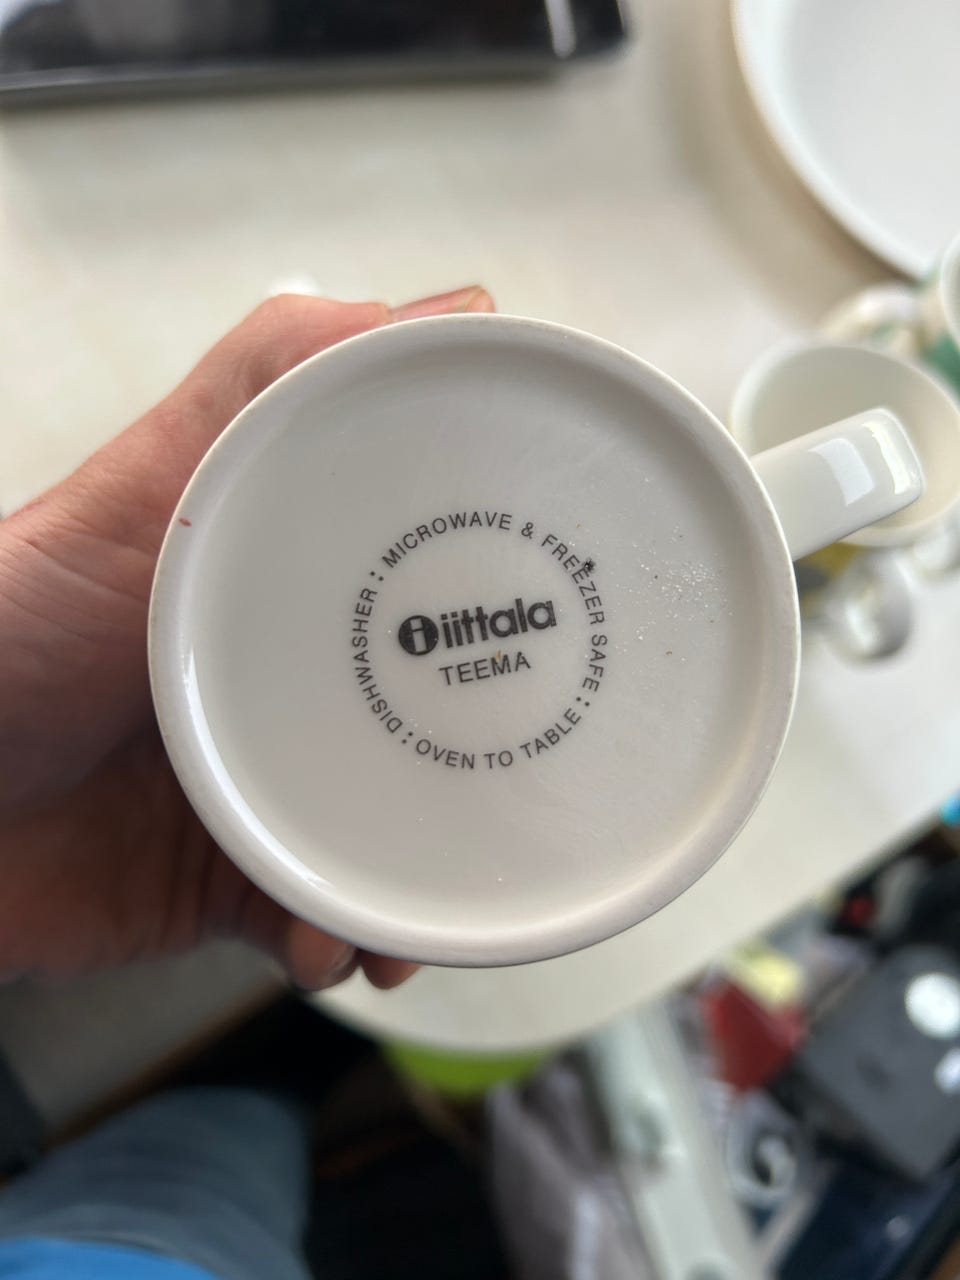 MICROWAVE & FREEZER SAFE : OVEN TO TABLE : DISHWASHER :
i iittala
TEEMA